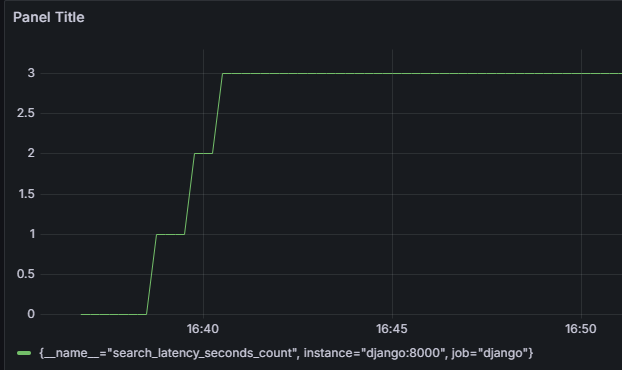 Panel Title
3
2.5
2
1.5
1
0.5
0
16:40 16:45 16:50
{__name__="search_latency_seconds_count", instance="django:8000", job="django"}